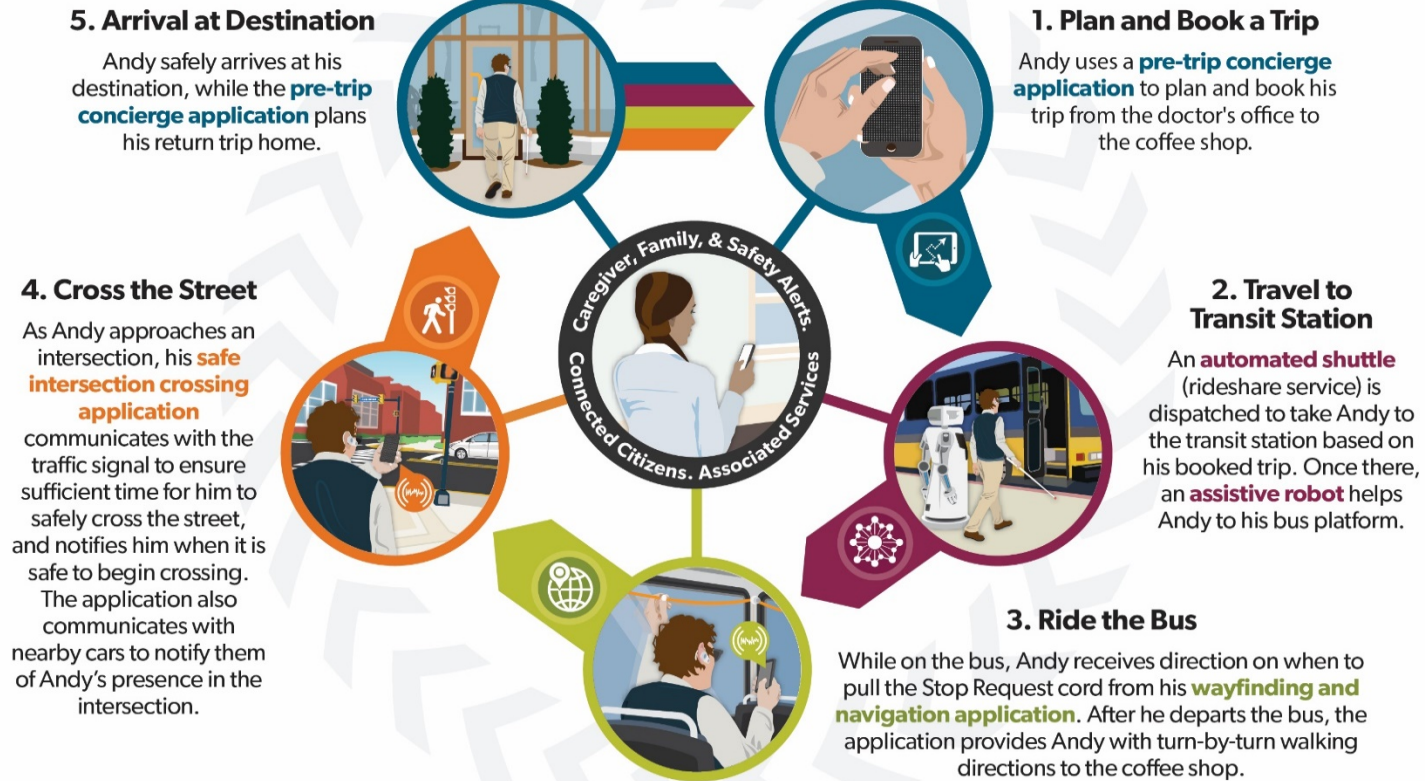 1. Plan and Book a Trip
Andy uses a pre-trip concierge
application to plan and book his
trip from the doctor's office to
the coffee shop.
2. Travel to
Transit Station
An automated shuttle
(rideshare service) is
dispatched to take Andy to
the transit station based on
his booked trip. Once there,
an assistive robot helps
Andy to his bus platform.
3. Ride the Bus
While on the bus, Andy receives direction on when to
pull the Stop Request cord from his wayfinding and
navigation application. After he departs the bus, the
application provides Andy with turn-by-turn walking
directions to the coffee shop.
4. Cross the Street
As Andy approaches an
intersection, his safe
intersection crossing
application
communicates with the
traffic signal to ensure
sufficient time for him to
safely cross the street,
and notifies him when it is
safe to begin crossing.
The application also
communicates with
nearby cars to notify them
of Andy’s presence in the
intersection.
5. Arrival at Destination
Andy safely arrives at his
destination, while the pre-trip
concierge application plans
his return trip home.
Caregiver, Family, & Safety Alerts.
Connected Citizens. Associated Services